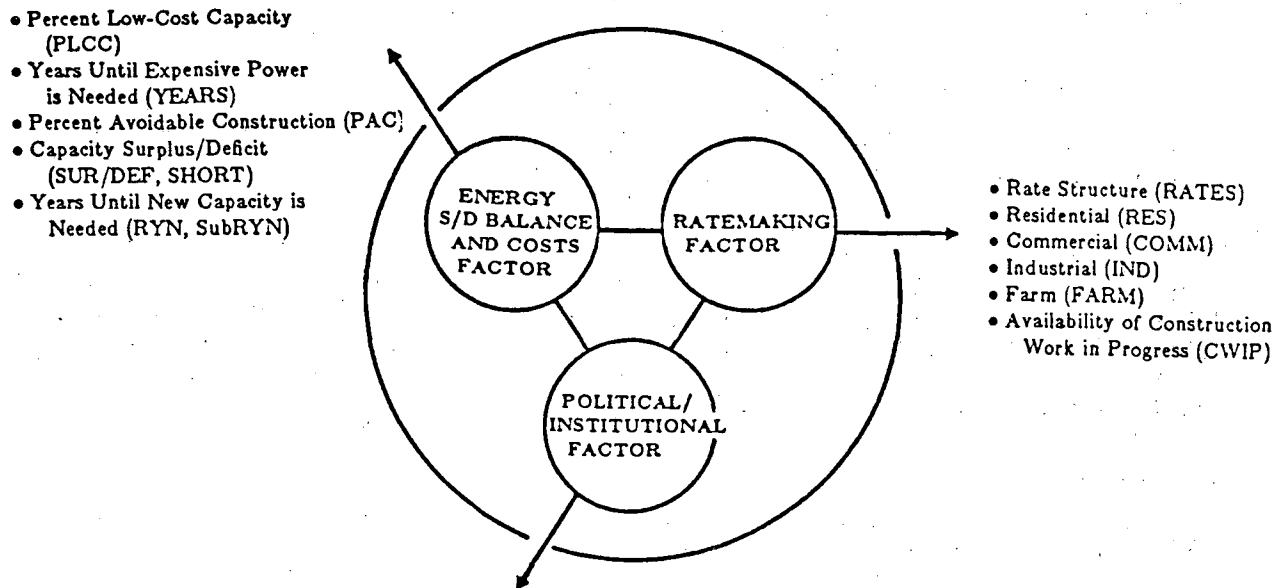 • Percent Low-Cost Capacity
(PLCC)
• Years Until Expensive Power
is Needed (YEARS)
• Percent Avoidable Construction (PAC)
• Capacity Surplus/Deficit
(SUR/DEF, SHORT)
• Years Until New Capacity is
Needed (RYN, SubRYN)
ENERGY
S/D BALANCE
AND COSTS
FACTOR
RATEMAKING
FACTOR
• Rate Structure (RATES)
• Residential (RES)
• Commercial (COMM)
• Industrial (IND)
• Farm (FARM)
• Availability of Construction
Work in Progress (CWIP)
POLITICAL/
INSTITUTIONAL
FACTOR